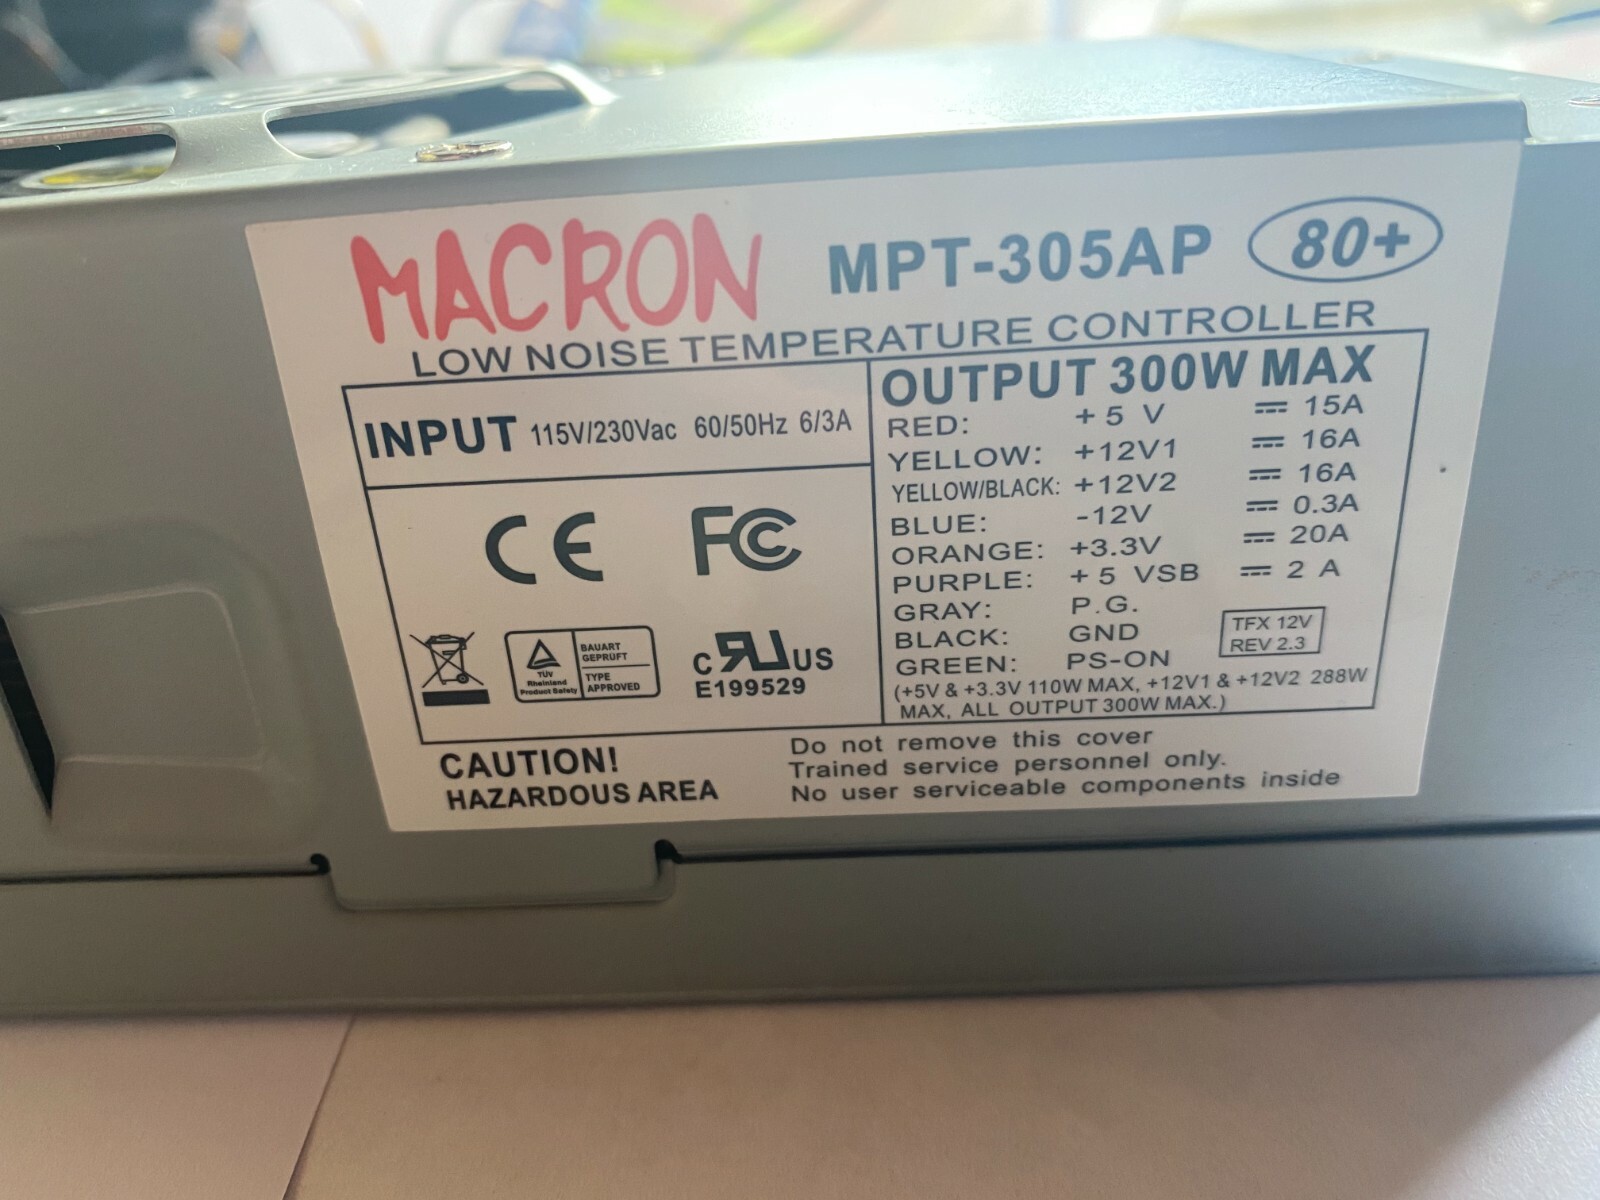 MACRON MPT-305AP 80+
LOW NOISE TEMPERATURE CONTROLLER
INPUT 115V/230Vac 60/50Hz 6/3A
CE FC
TÜV
Rheinland
Product Safety
BAUART
GEPRÜFT
TYPE
APPROVED
C RU US
E199529
OUTPUT 300W MAX
RED: +5 V ⎓ 15A
YELLOW: +12V1 ⎓ 16A
YELLOW/BLACK: +12V2 ⎓ 16A
BLUE: -12V ⎓ 0.3A
ORANGE: +3.3V ⎓ 20A
PURPLE: +5 VSB ⎓ 2 A
GRAY: P.G.
BLACK: GND
GREEN: PS-ON
TFX 12V
REV 2.3
(+5V & +3.3V 110W MAX, +12V1 & +12V2 288W
MAX, ALL OUTPUT 300W MAX.)
CAUTION!
HAZARDOUS AREA
Do not remove this cover
Trained service personnel only.
No user serviceable components inside